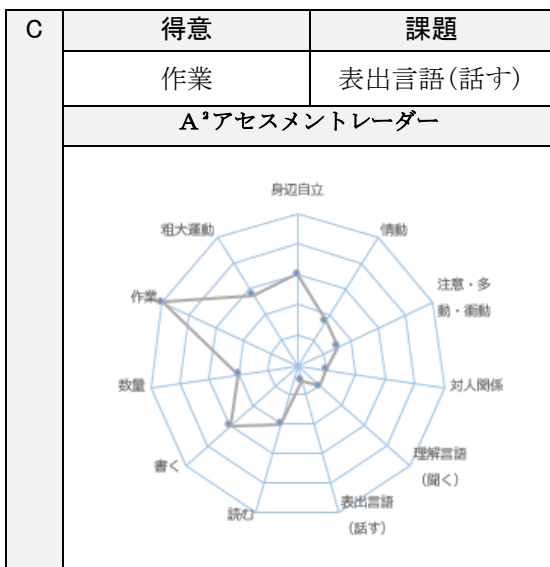 C
得意
課題
作業
表出言語(話す)
A²アセスメントレーダー
身辺自立
粗大運動
情動
作業
注意・多
動・衝動
数量
対人関係
書く
理解言語
(聞く)
読む
表出言語
(話す)